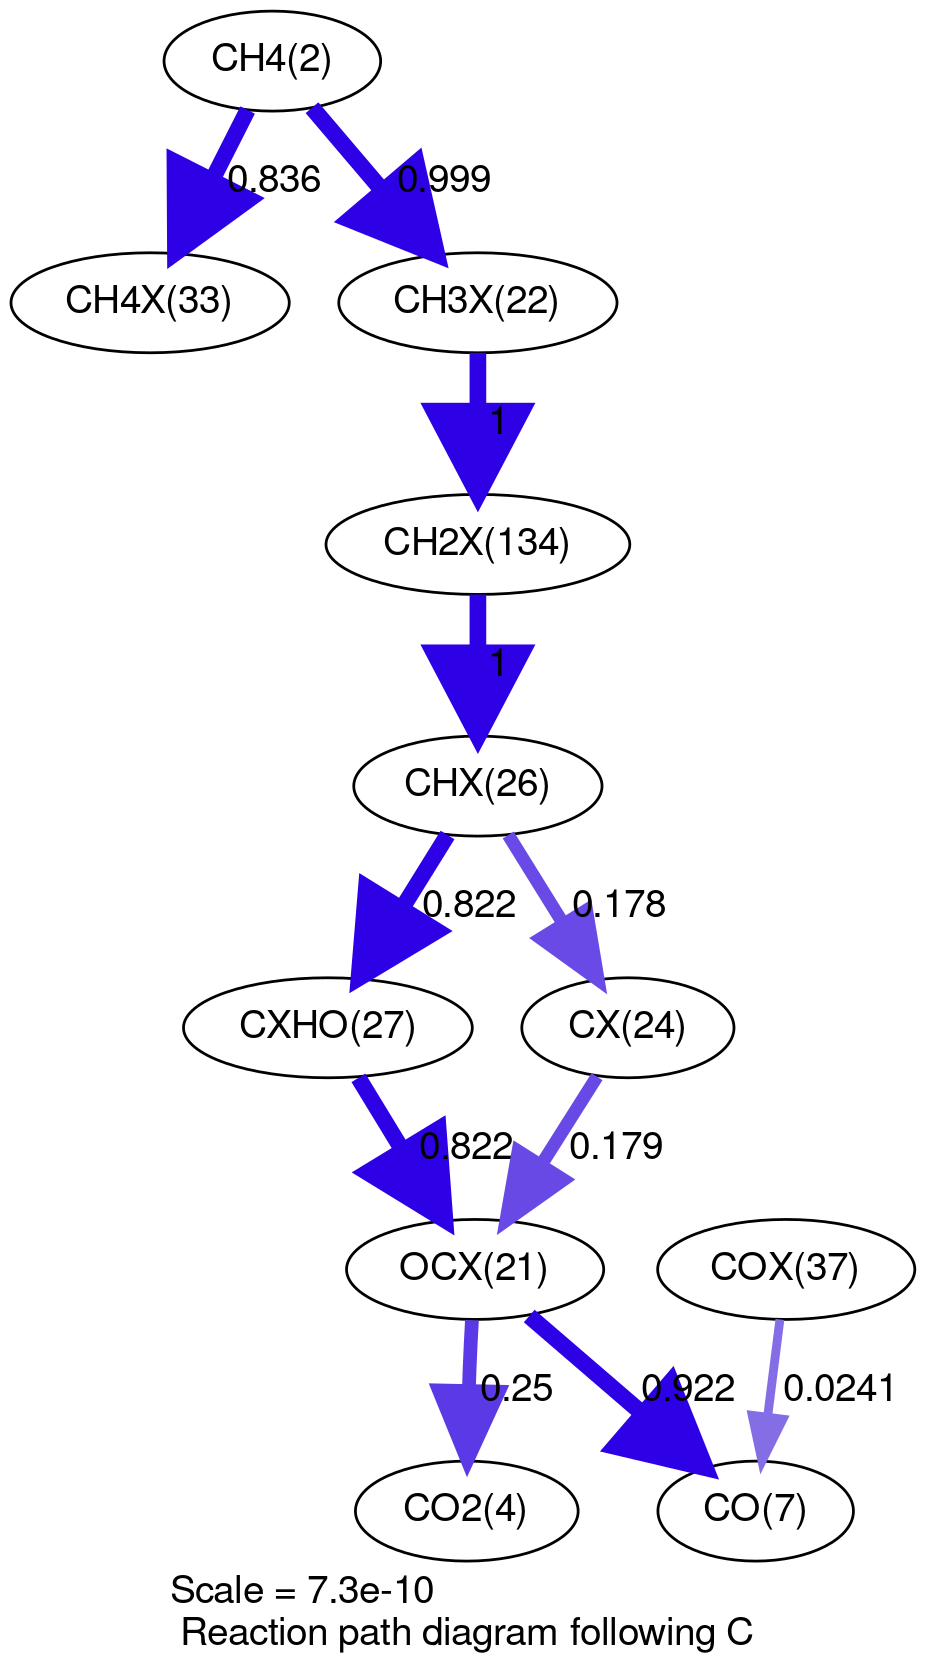 CH4(2)
0.836
0.999
CH4X(33)
CH3X(22)
1
CH2X(134)
1
CHX(26)
0.822
0.178
CXHO(27)
CX(24)
0.822
0.179
OCX(21)
COX(37)
0.25
0.922
0.0241
CO2(4)
CO(7)
Scale = 7.3e-10
Reaction path diagram following C